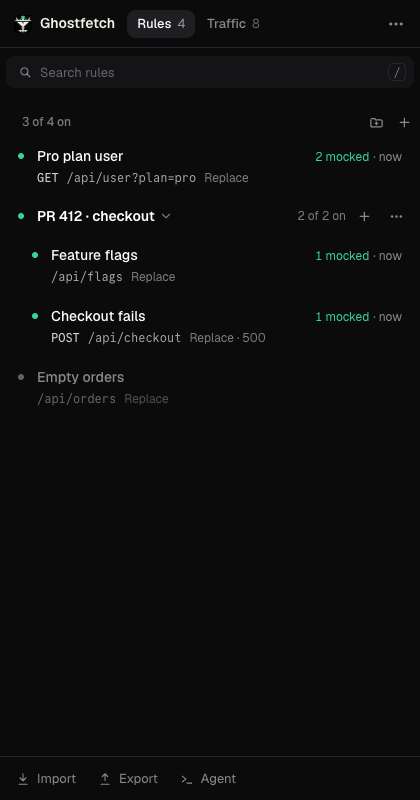 Ghostfetch Rules 4 Traffic 8
Search rules /
3 of 4 on
Pro plan user 2 mocked · now
GET /api/user?plan=pro Replace
PR 412 · checkout 2 of 2 on
Feature flags 1 mocked · now
/api/flags Replace
Checkout fails 1 mocked · now
POST /api/checkout Replace · 500
Empty orders
/api/orders Replace
Import Export Agent